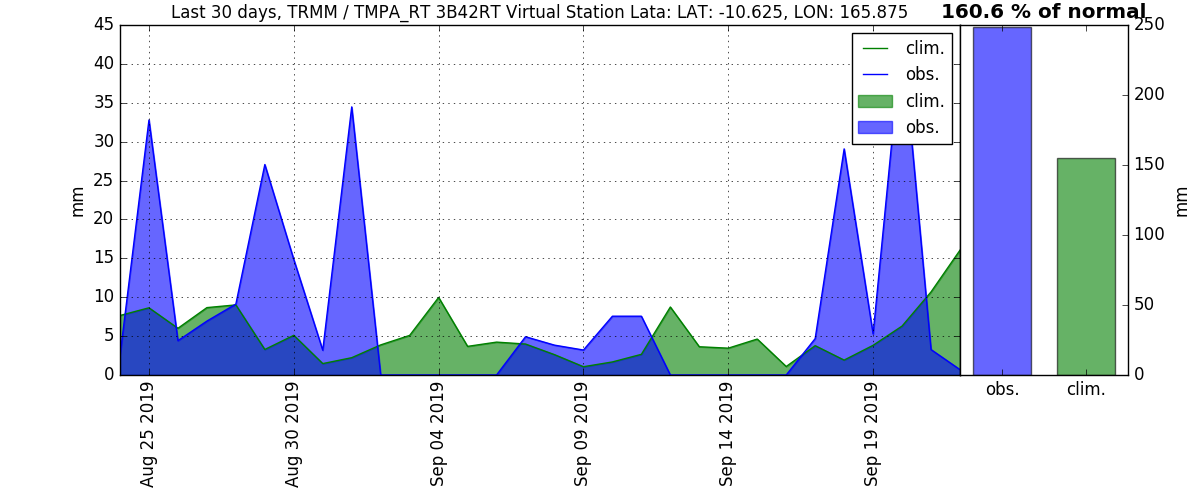 Last 30 days, TRMM / TMPA_RT 3B42RT Virtual Station Lata: LAT: -10.625, LON: 165.875
160.6 % of normal
45
40
35
30
25
20
15
10
5
0
mm
clim.
obs.
clim.
obs.
250
200
150
100
50
0
mm
obs.
clim.
Aug 25 2019
Aug 30 2019
Sep 04 2019
Sep 09 2019
Sep 14 2019
Sep 19 2019